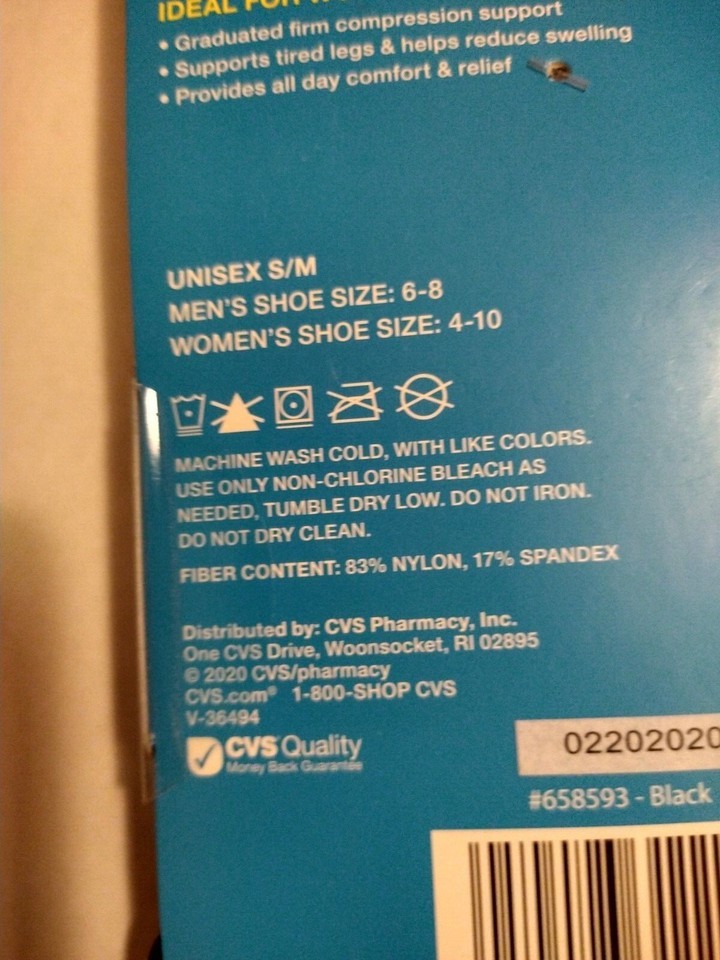 IDEAL FOR
• Graduated firm compression support
• Supports tired legs & helps reduce swelling
• Provides all day comfort & relief
UNISEX S/M
MEN'S SHOE SIZE: 6-8
WOMEN'S SHOE SIZE: 4-10
MACHINE WASH COLD, WITH LIKE COLORS.
USE ONLY NON-CHLORINE BLEACH AS
NEEDED, TUMBLE DRY LOW. DO NOT IRON.
DO NOT DRY CLEAN.
FIBER CONTENT: 83% NYLON, 17% SPANDEX
Distributed by: CVS Pharmacy, Inc.
One CVS Drive, Woonsocket, RI 02895
© 2020 CVS/pharmacy
CVS.com® 1-800-SHOP CVS
V-36494
CVS Quality
Money Back Guarantee
02202020
#658593 - Black